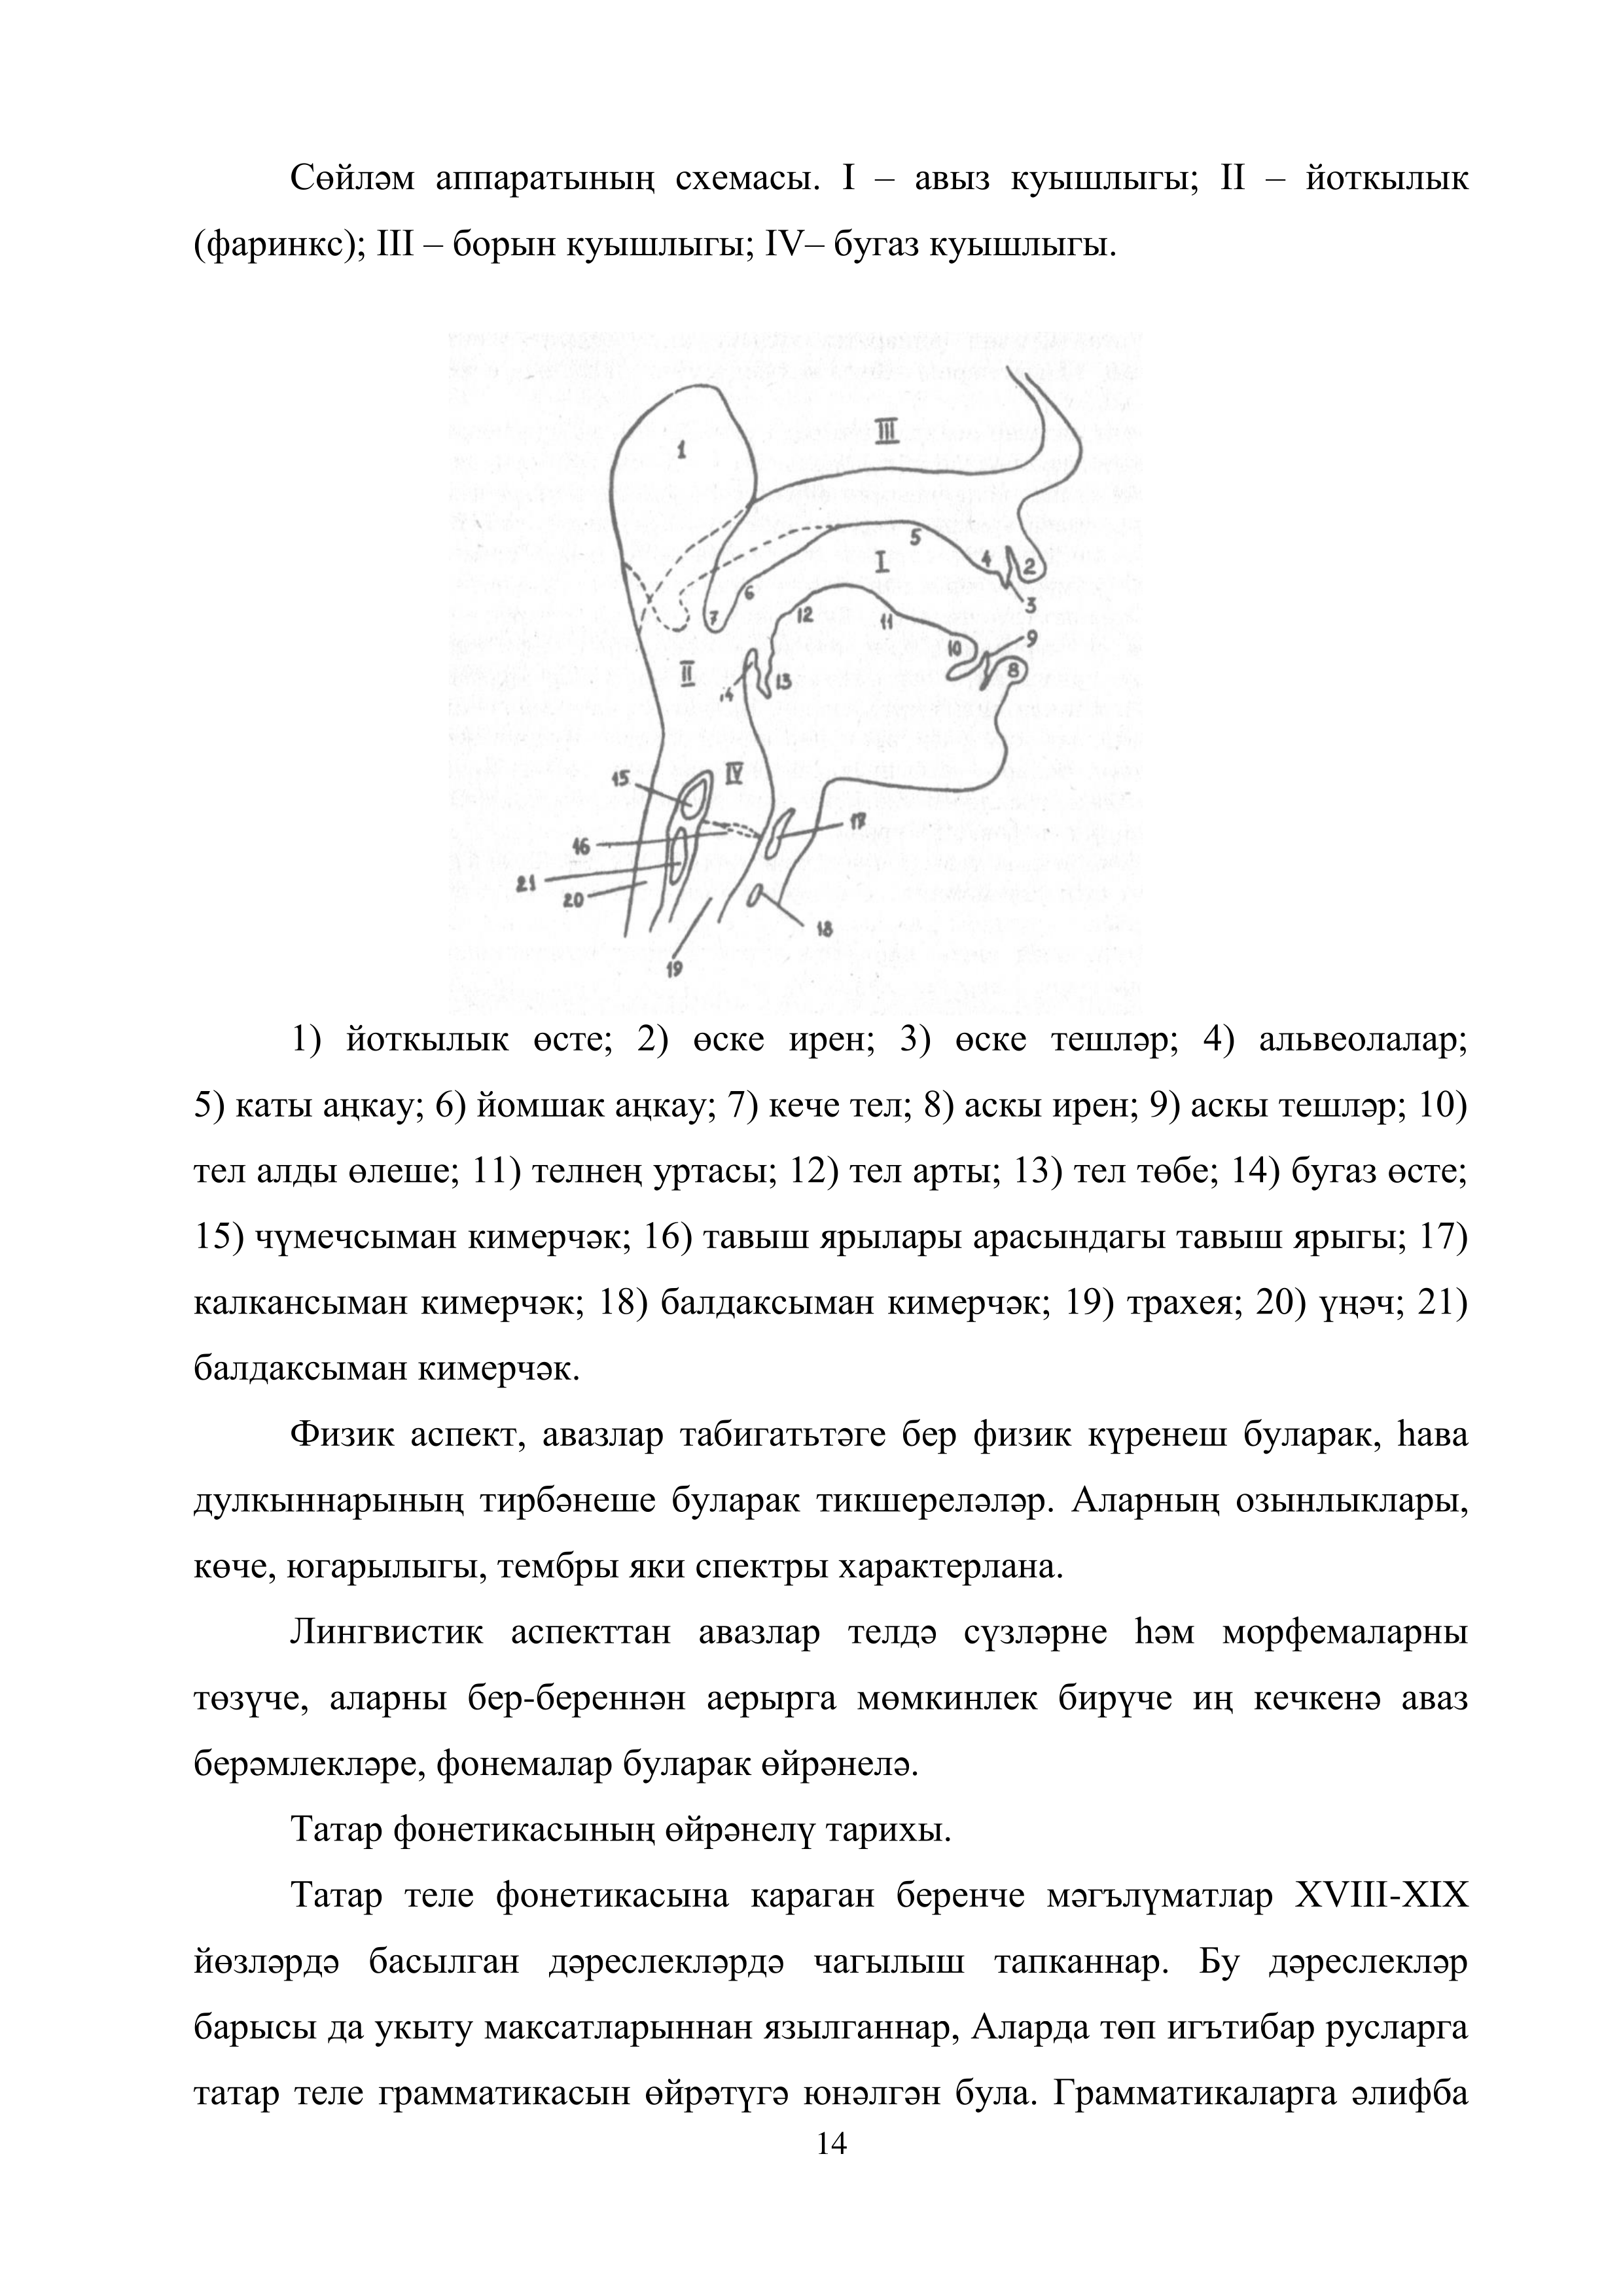 Сөйләм аппаратының схемасы. I – авыз куышлыгы; II – йоткылык
(фаринкс); III – борын куышлыгы; IV– бугаз куышлыгы.
1
III
5
I
4
2
3
6
7
12
11
10
9
8
II
14
13
15
IV
17
16
21
20
18
19
1) йоткылык өсте; 2) өске ирен; 3) өске тешләр; 4) альвеолалар;
5) каты аңкау; 6) йомшак аңкау; 7) кече тел; 8) аскы ирен; 9) аскы тешләр; 10)
тел алды өлеше; 11) телнең уртасы; 12) тел арты; 13) тел төбе; 14) бугаз өсте;
15) чүмечсыман кимерчәк; 16) тавыш ярылары арасындагы тавыш ярыгы; 17)
калкансыман кимерчәк; 18) балдаксыман кимерчәк; 19) трахея; 20) үңәч; 21)
балдаксыман кимерчәк.
Физик аспект, авазлар табигатьтәге бер физик күренеш буларак, һава
дулкыннарының тирбәнеше буларак тикшереләләр. Аларның озынлыклары,
көче, югарылыгы, тембры яки спектры характерлана.
Лингвистик аспекттан авазлар телдә сүзләрне һәм морфемаларны
төзүче, аларны бер-береннән аерырга мөмкинлек бирүче иң кечкенә аваз
берәмлекләре, фонемалар буларак өйрәнелә.
Татар фонетикасының өйрәнелү тарихы.
Татар теле фонетикасына караган беренче мәгълүматлар XVIII-XIX
йөзләрдә басылган дәреслекләрдә чагылыш тапканнар. Бу дәреслекләр
барысы да укыту максатларыннан язылганнар, Аларда төп игътибар русларга
татар теле грамматикасын өйрәтүгә юнәлгән була. Грамматикаларга әлифба
14